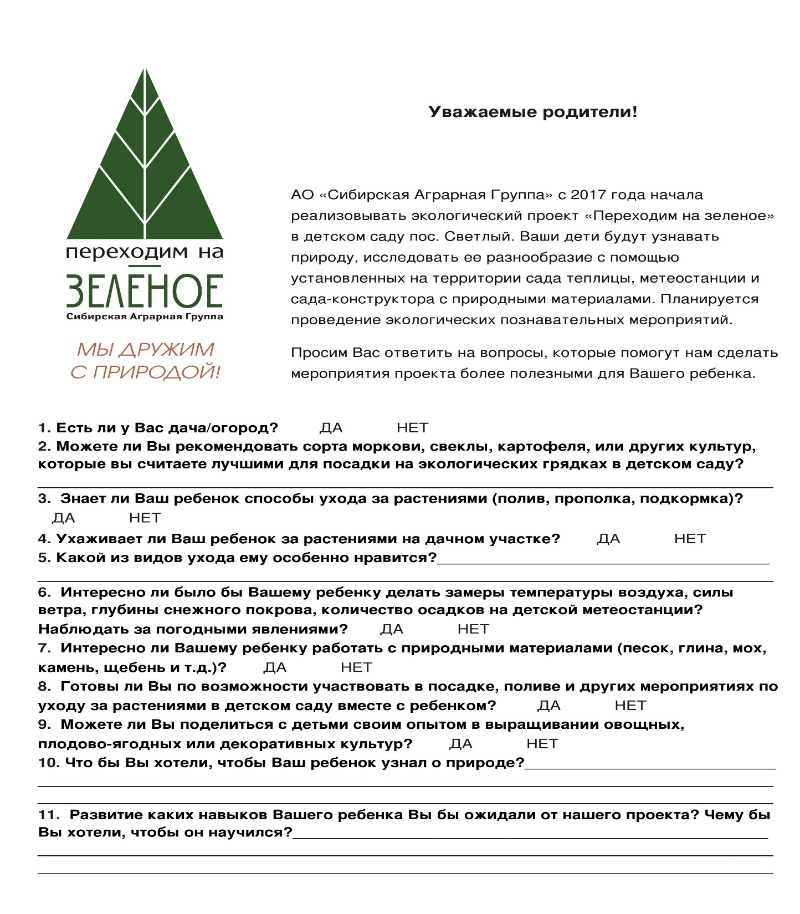 переходим на
ЗЕЛЕНОЕ
Сибирская Аграрная Группа
МЫ ДРУЖИМ
С ПРИРОДОЙ!
Уважаемые родители!
АО «Сибирская Аграрная Группа» с 2017 года начала
реализовывать экологический проект «Переходим на зеленое»
в детском саду пос. Светлый. Ваши дети будут узнавать
природу, исследовать ее разнообразие с помощью
установленных на территории сада теплицы, метеостанции и
сада-конструктора с природными материалами. Планируется
проведение экологических познавательных мероприятий.
Просим Вас ответить на вопросы, которые помогут нам сделать
мероприятия проекта более полезными для Вашего ребенка.
1. Есть ли у Вас дача/огород? ДА НЕТ
2. Можете ли Вы рекомендовать сорта моркови, свеклы, картофеля, или других культур,
которые вы считаете лучшими для посадки на экологических грядках в детском саду?
3. Знает ли Ваш ребенок способы ухода за растениями (полив, прополка, подкормка)?
ДА НЕТ
4. Ухаживает ли Ваш ребенок за растениями на дачном участке? ДА НЕТ
5. Какой из видов ухода ему особенно нравится?
6. Интересно ли было бы Вашему ребенку делать замеры температуры воздуха, силы
ветра, глубины снежного покрова, количество осадков на детской метеостанции?
Наблюдать за погодными явлениями? ДА НЕТ
7. Интересно ли Вашему ребенку работать с природными материалами (песок, глина, мох,
камень, щебень и т.д.)? ДА НЕТ
8. Готовы ли Вы по возможности участвовать в посадке, поливе и других мероприятиях по
уходу за растениями в детском саду вместе с ребенком? ДА НЕТ
9. Можете ли Вы поделиться с детьми своим опытом в выращивании овощных,
плодово-ягодных или декоративных культур? ДА НЕТ
10. Что бы Вы хотели, чтобы Ваш ребенок узнал о природе?
11. Развитие каких навыков Вашего ребенка Вы бы ожидали от нашего проекта? Чему бы
Вы хотели, чтобы он научился?